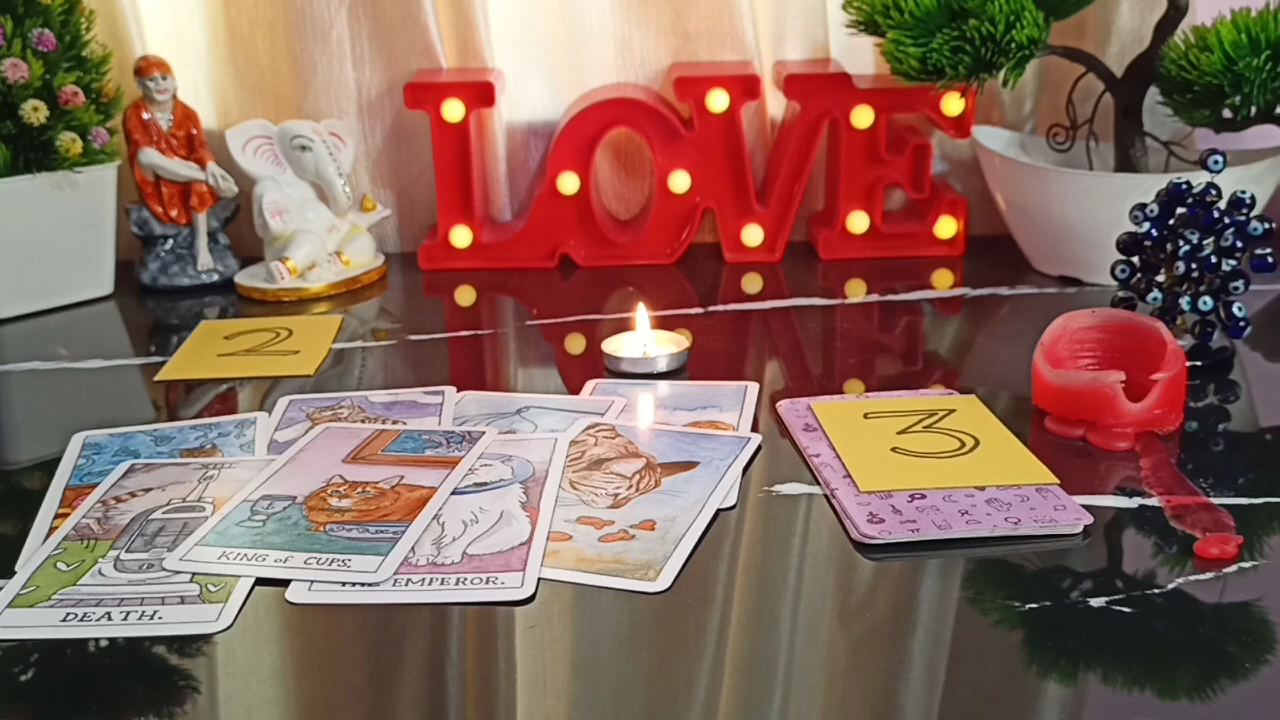 LOVE
2
3
KING of CUPS.
THE EMPEROR.
DEATH.